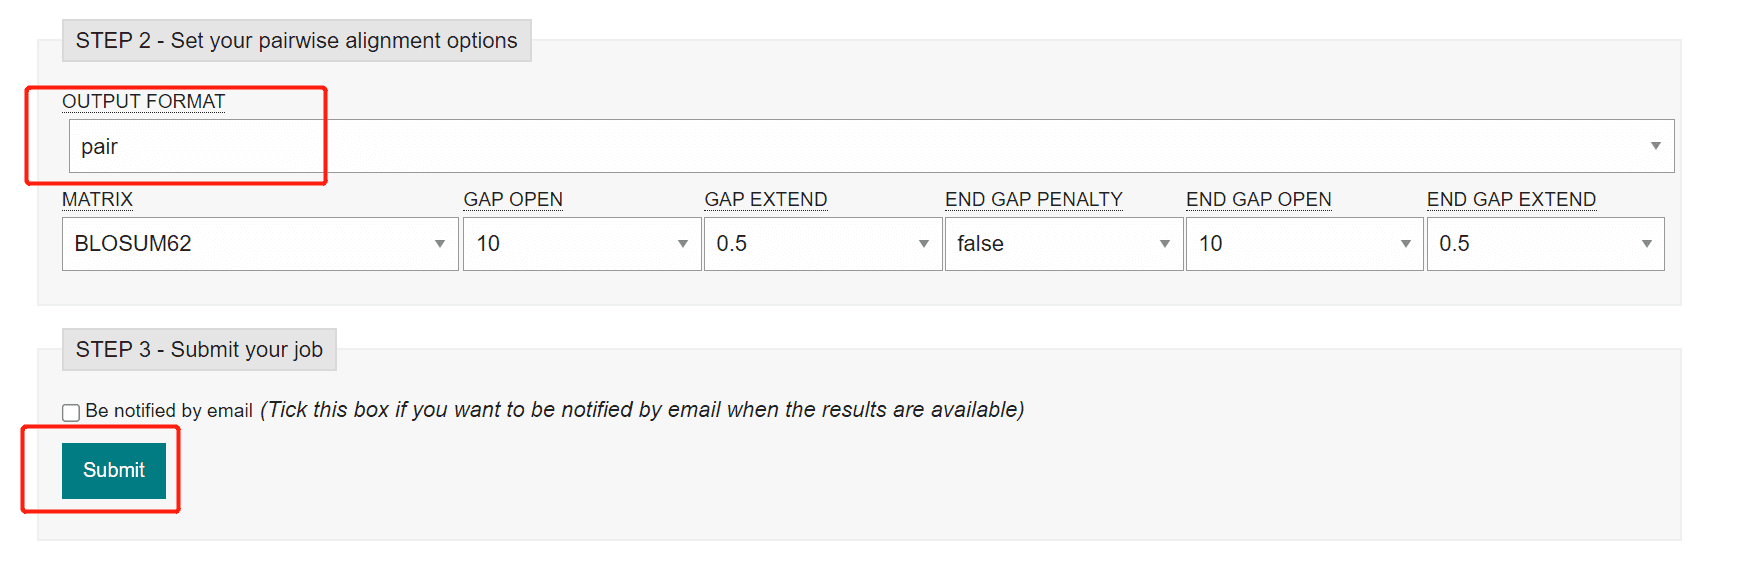 STEP 2 - Set your pairwise alignment options
OUTPUT FORMAT
pair
MATRIX GAP OPEN GAP EXTEND END GAP PENALTY END GAP OPEN END GAP EXTEND
BLOSUM62 10 0.5 false 10 0.5
STEP 3 - Submit your job
Be notified by email (Tick this box if you want to be notified by email when the results are available)
Submit